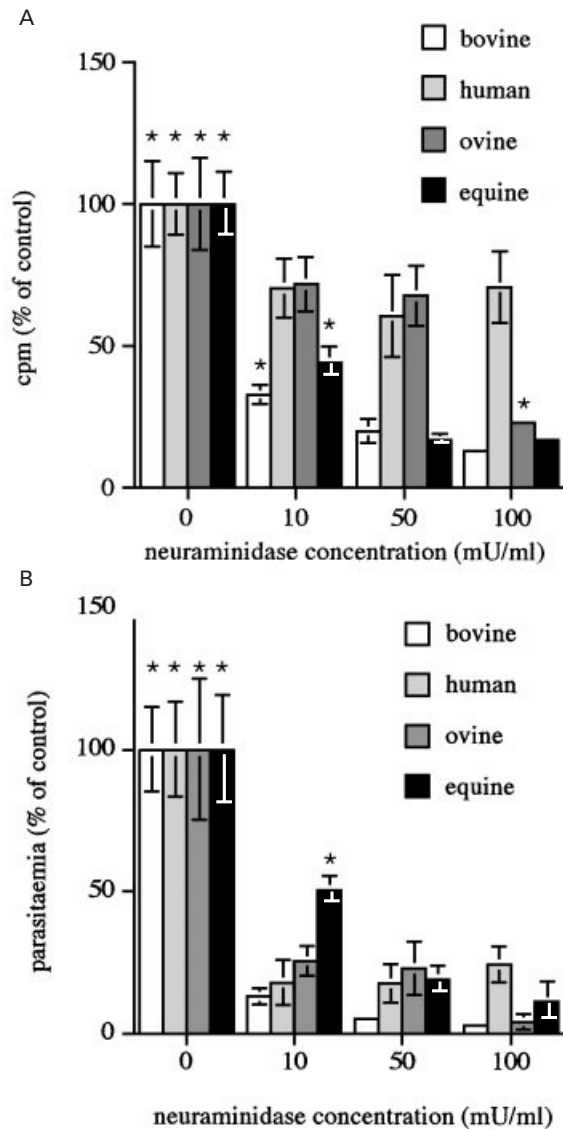 A
bovine
human
ovine
equine
150
100
50
0
cpm (% of control)
* * * *
*
*
*
0 10 50 100
neuraminidase concentration (mU/ml)
B
bovine
human
ovine
equine
150
100
50
0
parasitaemia (% of control)
* * * *
*
0 10 50 100
neuraminidase concentration (mU/ml)